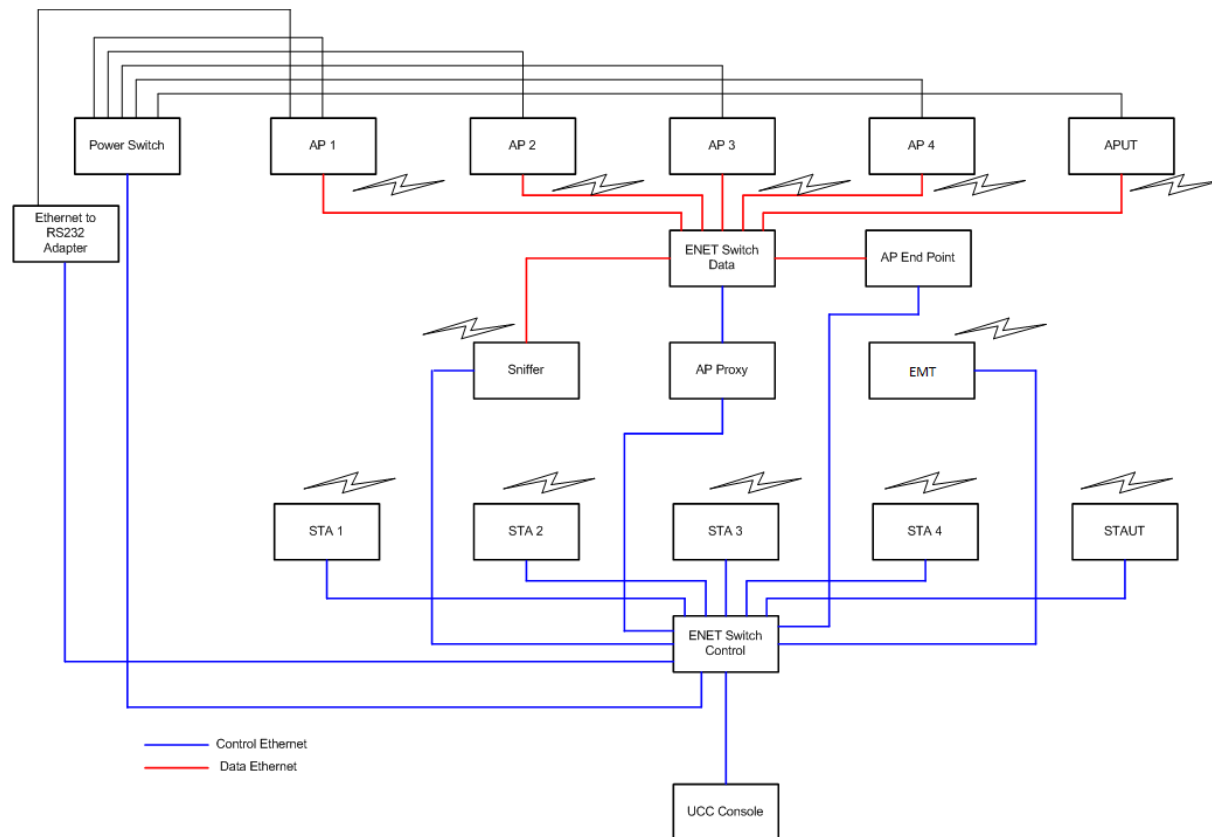 Power Switch
AP 1
AP 2
AP 3
AP 4
APUT
Ethernet to
RS232
Adapter
ENET Switch
Data
AP End Point
Sniffer
AP Proxy
EMT
STA 1
STA 2
STA 3
STA 4
STAUT
ENET Switch
Control
Control Ethernet
Data Ethernet
UCC Console